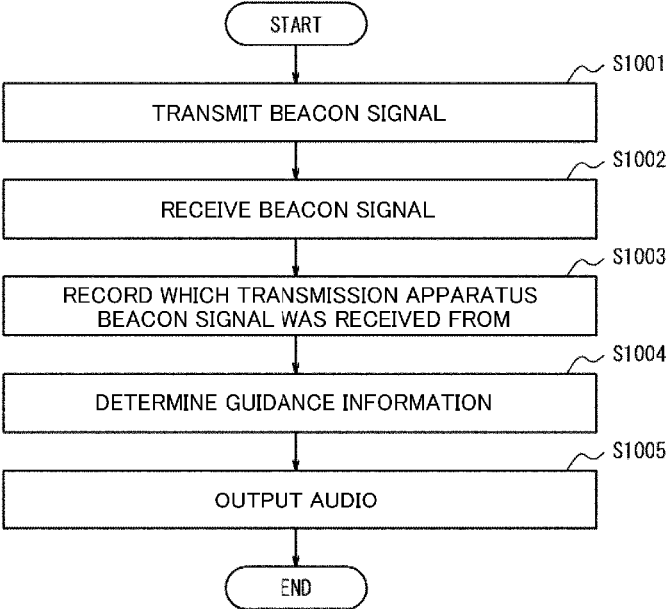 START
S1001
TRANSMIT BEACON SIGNAL
S1002
RECEIVE BEACON SIGNAL
S1003
RECORD WHICH TRANSMISSION APPARATUS
BEACON SIGNAL WAS RECEIVED FROM
S1004
DETERMINE GUIDANCE INFORMATION
S1005
OUTPUT AUDIO
END